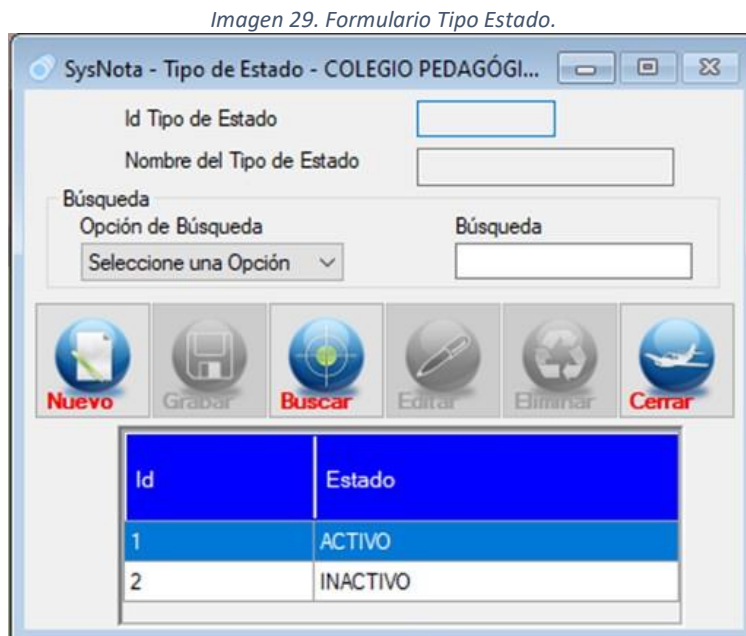 Imagen 29. Formulario Tipo Estado.
SysNota - Tipo de Estado - COLEGIO PEDAGÓGI...
Id Tipo de Estado
Nombre del Tipo de Estado
Búsqueda
Opción de Búsqueda Búsqueda
Seleccione una Opción
Nuevo Grabar Buscar Editar Eliminar Cerrar
Id Estado
1 ACTIVO
2 INACTIVO